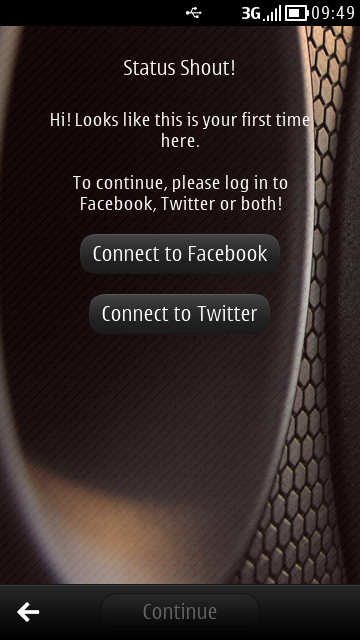 3G 09:49
Status Shout!
Hi! Looks like this is your first time
here.
To continue, please log in to
Facebook, Twitter or both!
Connect to Facebook
Connect to Twitter
Continue